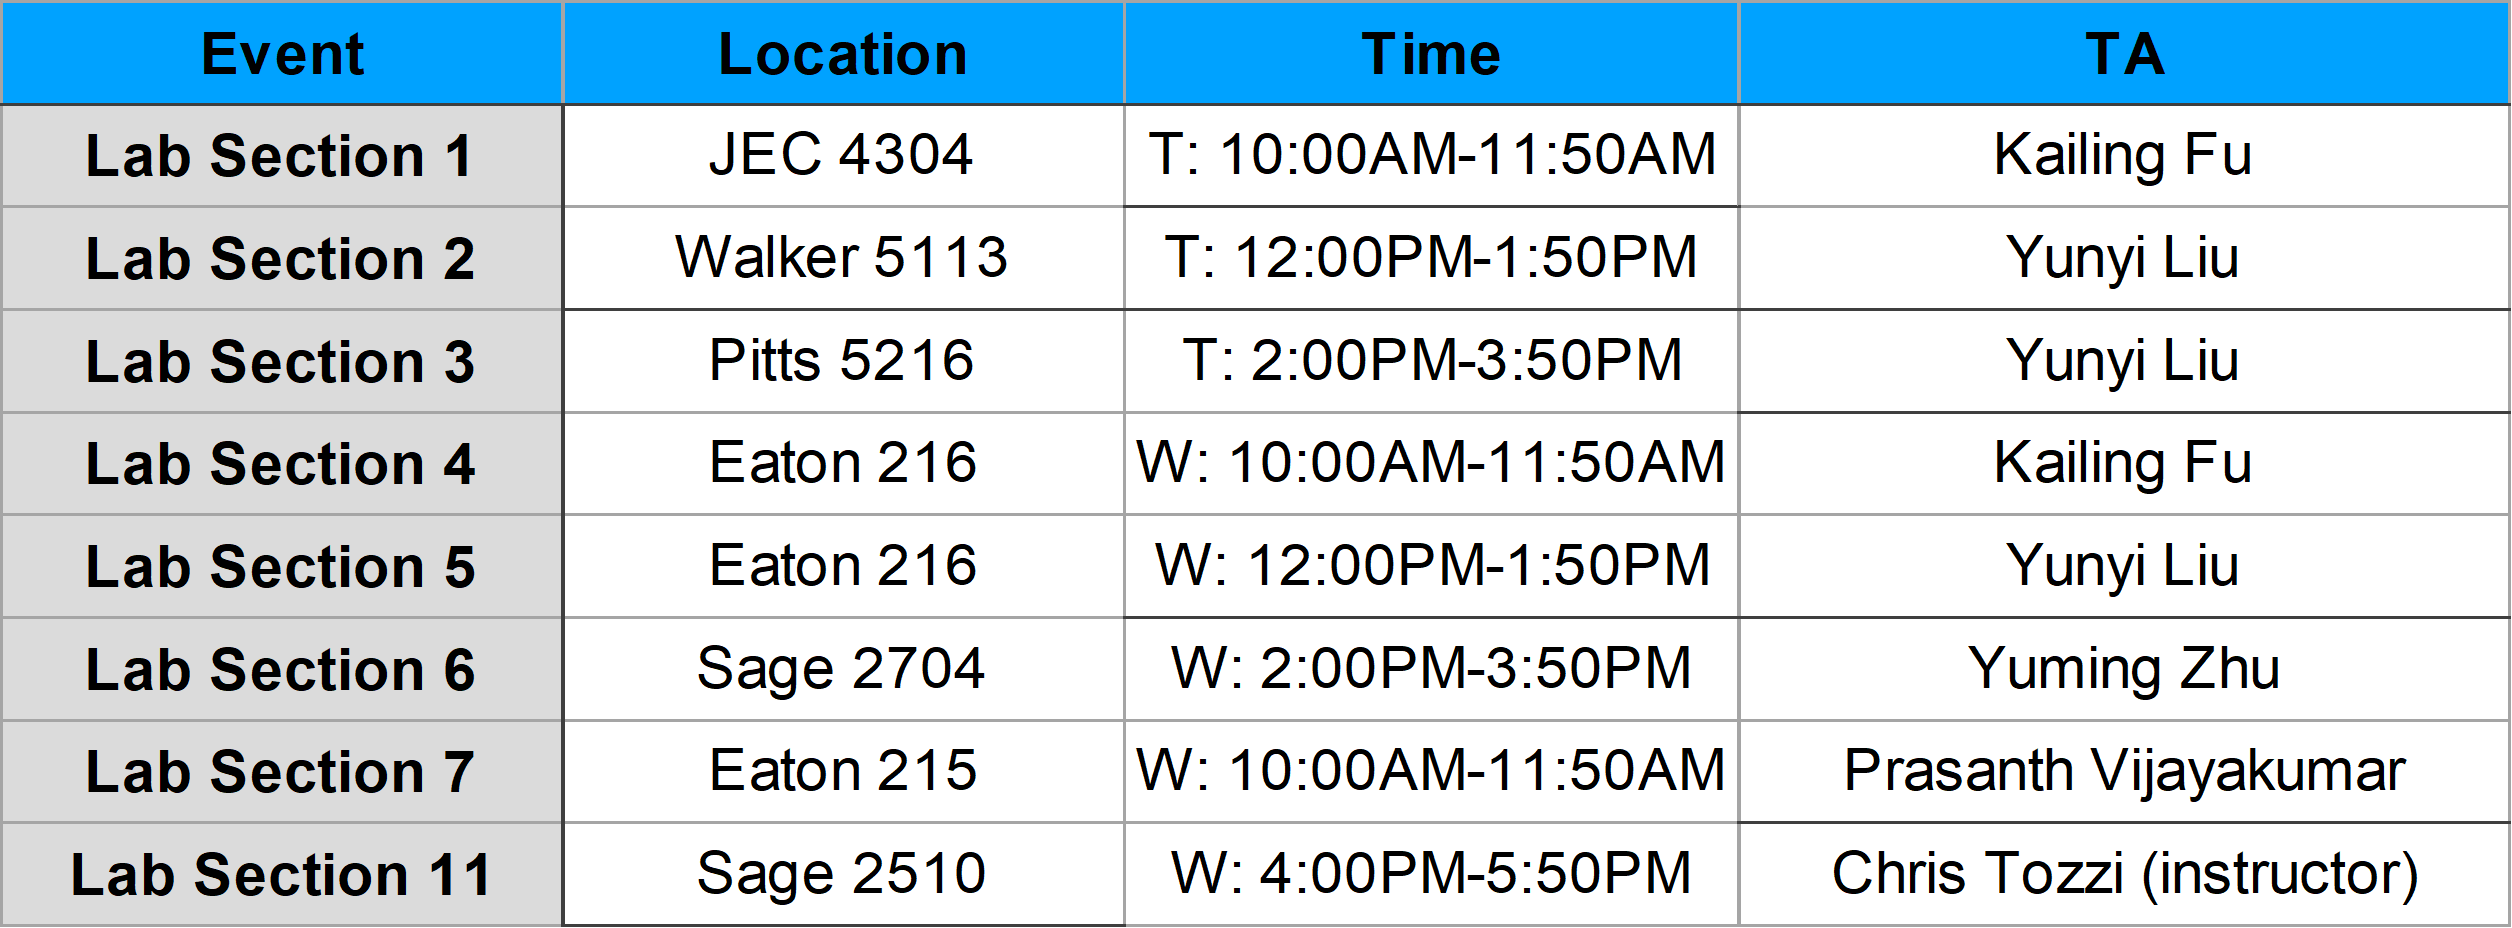 Event Location Time TA
Lab Section 1 JEC 4304 T: 10:00AM-11:50AM Kailing Fu
Lab Section 2 Walker 5113 T: 12:00PM-1:50PM Yunyi Liu
Lab Section 3 Pitts 5216 T: 2:00PM-3:50PM Yunyi Liu
Lab Section 4 Eaton 216 W: 10:00AM-11:50AM Kailing Fu
Lab Section 5 Eaton 216 W: 12:00PM-1:50PM Yunyi Liu
Lab Section 6 Sage 2704 W: 2:00PM-3:50PM Yuming Zhu
Lab Section 7 Eaton 215 W: 10:00AM-11:50AM Prasanth Vijayakumar
Lab Section 11 Sage 2510 W: 4:00PM-5:50PM Chris Tozzi (instructor)